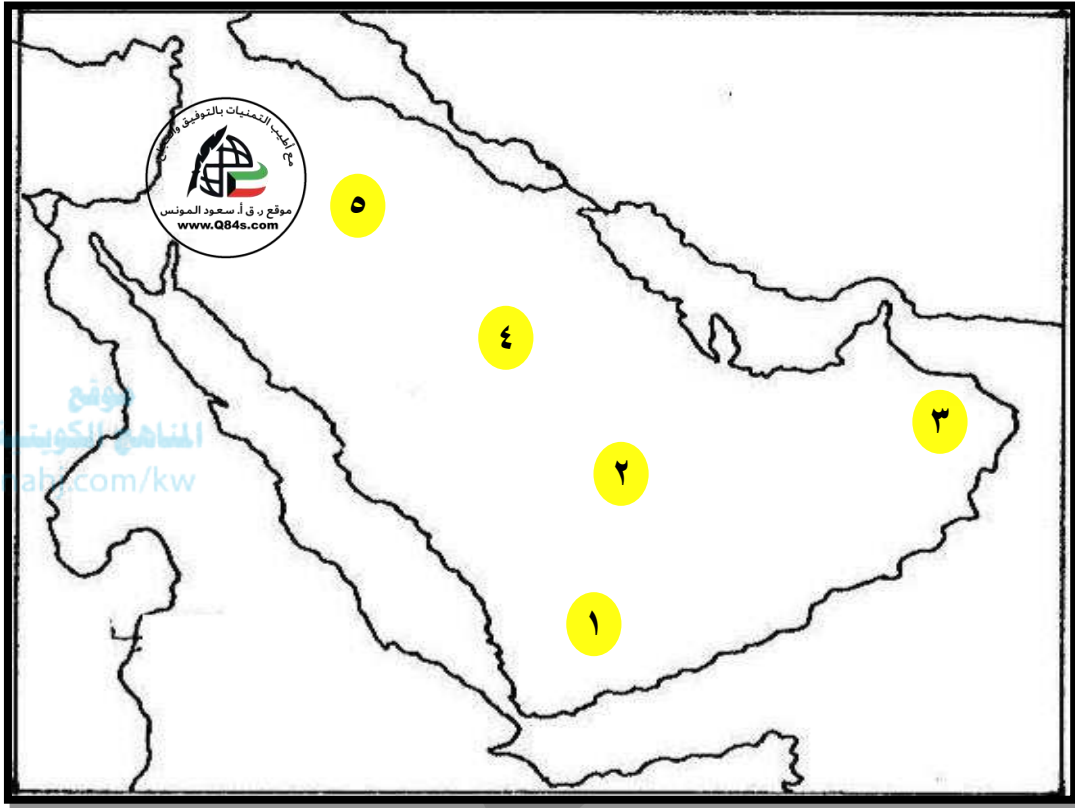 مع أطيب التمنيات بالتوفيق والنجاح
موقع ر. ق أ. سعود المونس
www.Q84s.com
٥
٤
٣
موقع
المناهج الكويتية
nahj.com/kw
٢
١